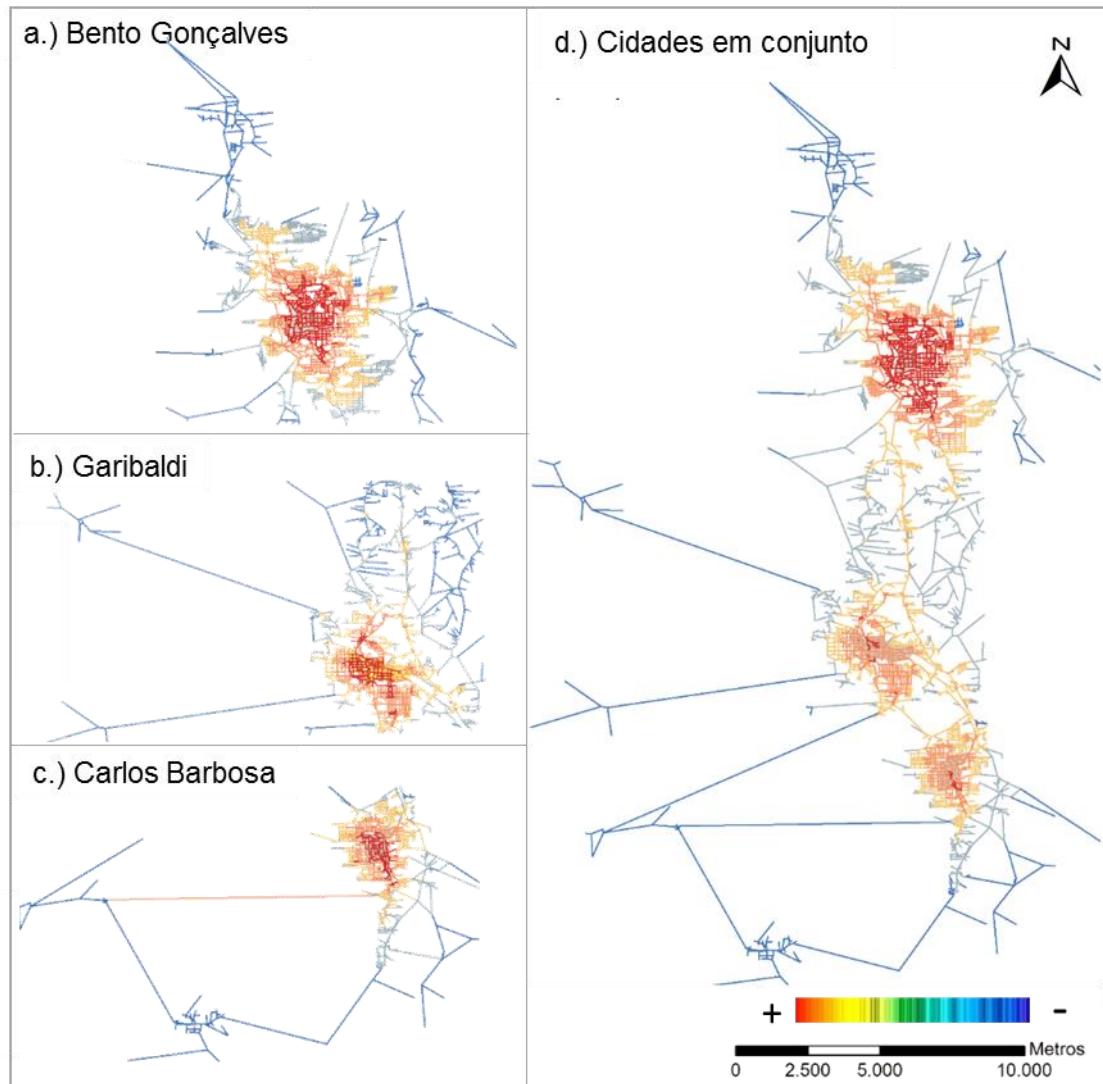 a.) Bento Gonçalves
b.) Garibaldi
c.) Carlos Barbosa
d.) Cidades em conjunto
N
+ -
Metros
0 2.500 5.000 10.000